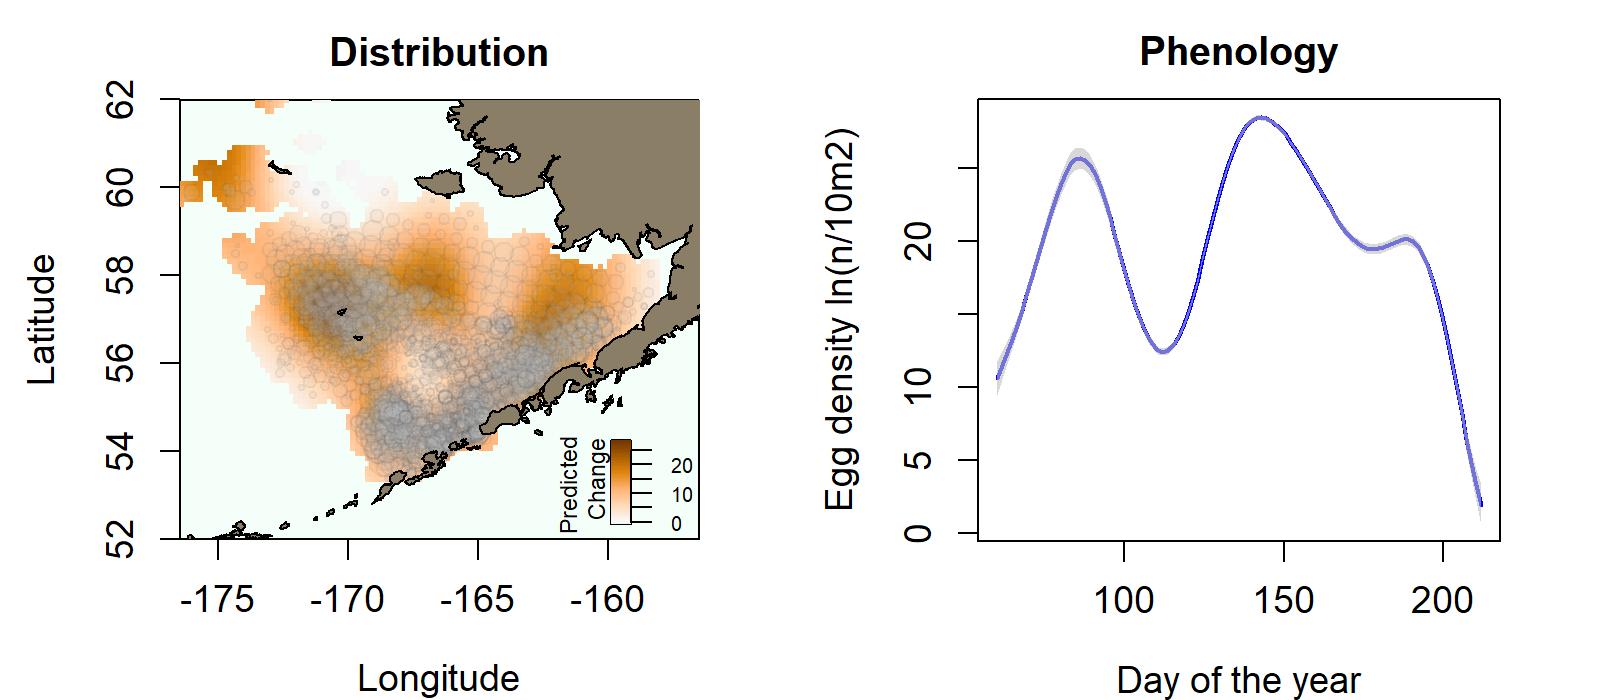 Distribution
Latitude
62
60
58
56
54
52
-175
-170
-165
-160
Longitude
Predicted
Change
20
10
0
Phenology
Egg density ln(n/10m2)
20
10
5
0
100
150
200
Day of the year